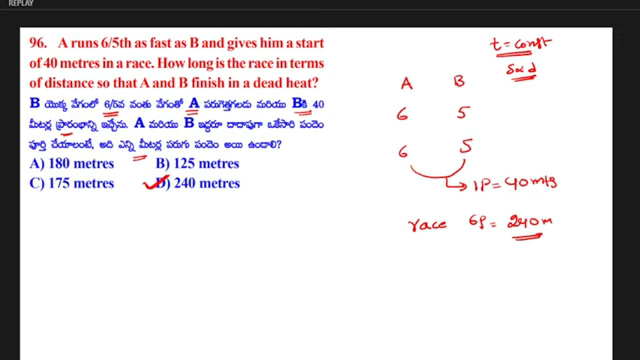 REPLAY
96. A runs 6/5th as fast as B and gives him a start
of 40 metres in a race. How long is the race in terms
of distance so that A and B finish in a dead heat?
B యొక్క వేగంలో 6/5వ వంతు వేగంతో A పరుగెత్తగలడు మరియు Bకి 40
మీటర్ల ప్రారంభాన్ని ఇచ్చేను. A మరియు B ఇద్దరూ దాదాపుగా ఒకేసారి పందెం
పూర్తి చేయాలంటే, అది ఎన్ని మీటర్ల పరుగు పందెం అయి ఉండాలి?
A) 180 metres B) 125 metres
C) 175 metres D) 240 metres
t = const
s α d
A B
6 5
6 5
1P = 40mts
race 6P = 240m